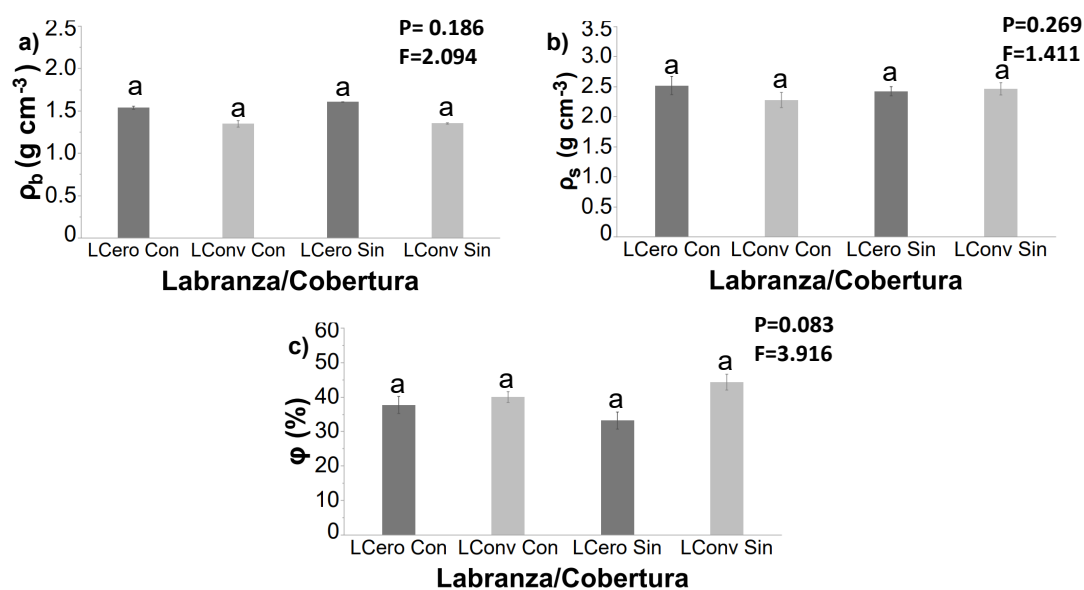 a)
ρb (g cm-3)
2.5
2.0
1.5
1.0
0.5
0
P= 0.186
F=2.094
a
a
a
a
LCero Con
LConv Con
LCero Sin
LConv Sin
Labranza/Cobertura
b)
ρs (g cm-3)
3.5
3.0
2.5
2.0
1.5
1.0
0.5
0
P=0.269
F=1.411
a
a
a
a
LCero Con
LConv Con
LCero Sin
LConv Sin
Labranza/Cobertura
c)
φ (%)
60
50
40
30
20
10
0
P=0.083
F=3.916
a
a
a
a
LCero Con
LConv Con
LCero Sin
LConv Sin
Labranza/Cobertura